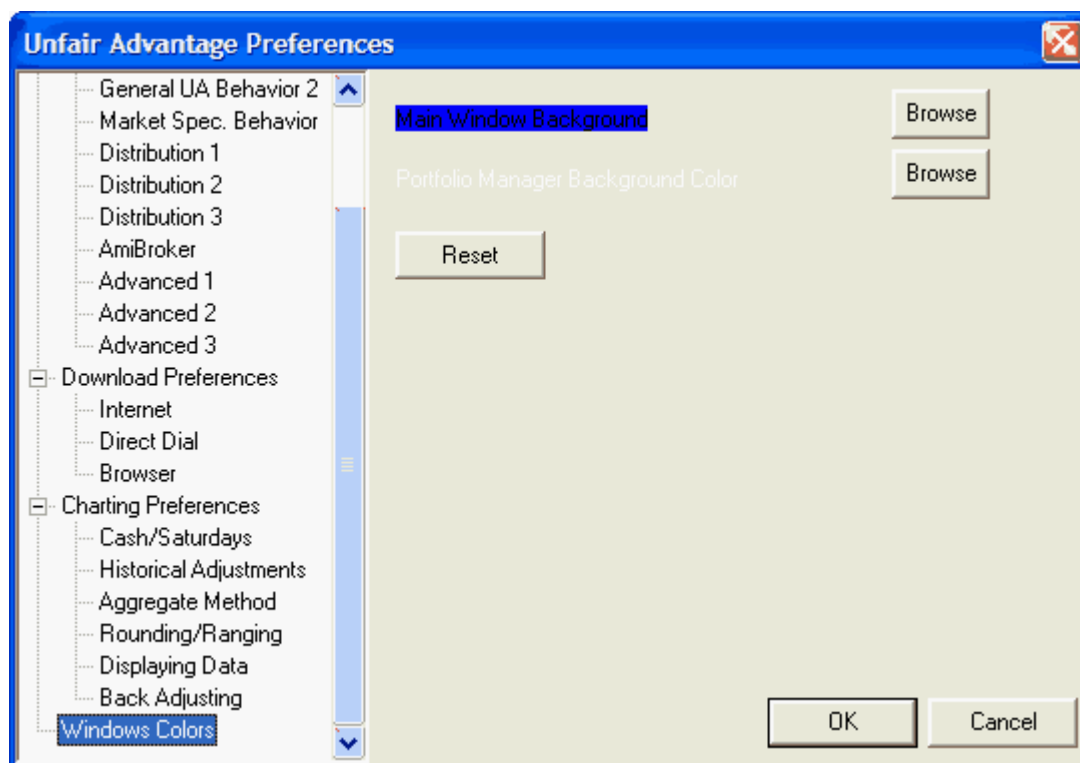 Unfair Advantage Preferences
General UA Behavior 2
Market Spec. Behavior
Distribution 1
Distribution 2
Distribution 3
AmiBroker
Advanced 1
Advanced 2
Advanced 3
Download Preferences
Internet
Direct Dial
Browser
Charting Preferences
Cash/Saturdays
Historical Adjustments
Aggregate Method
Rounding/Ranging
Displaying Data
Back Adjusting
Windows Colors
Main Window Background
Browse
Portfolio Manager Background Color
Browse
Reset
OK
Cancel